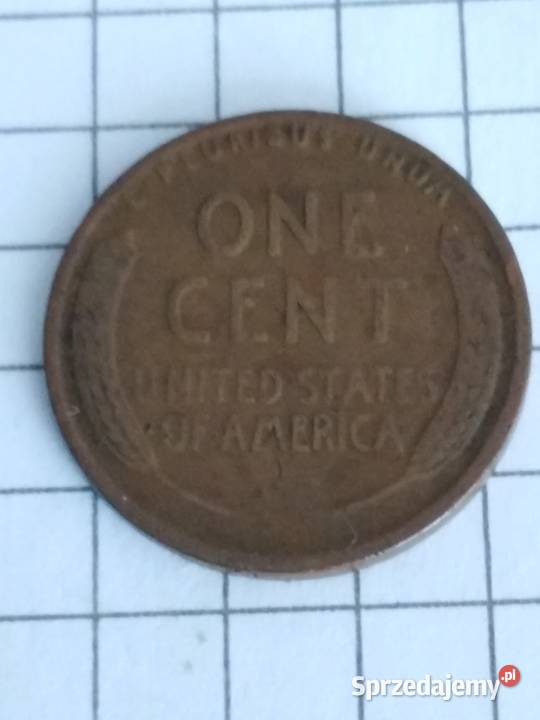 E PLURIBUS UNUM
ONE
CENT
UNITED STATES
OF AMERICA
Sprzedajemy.pl